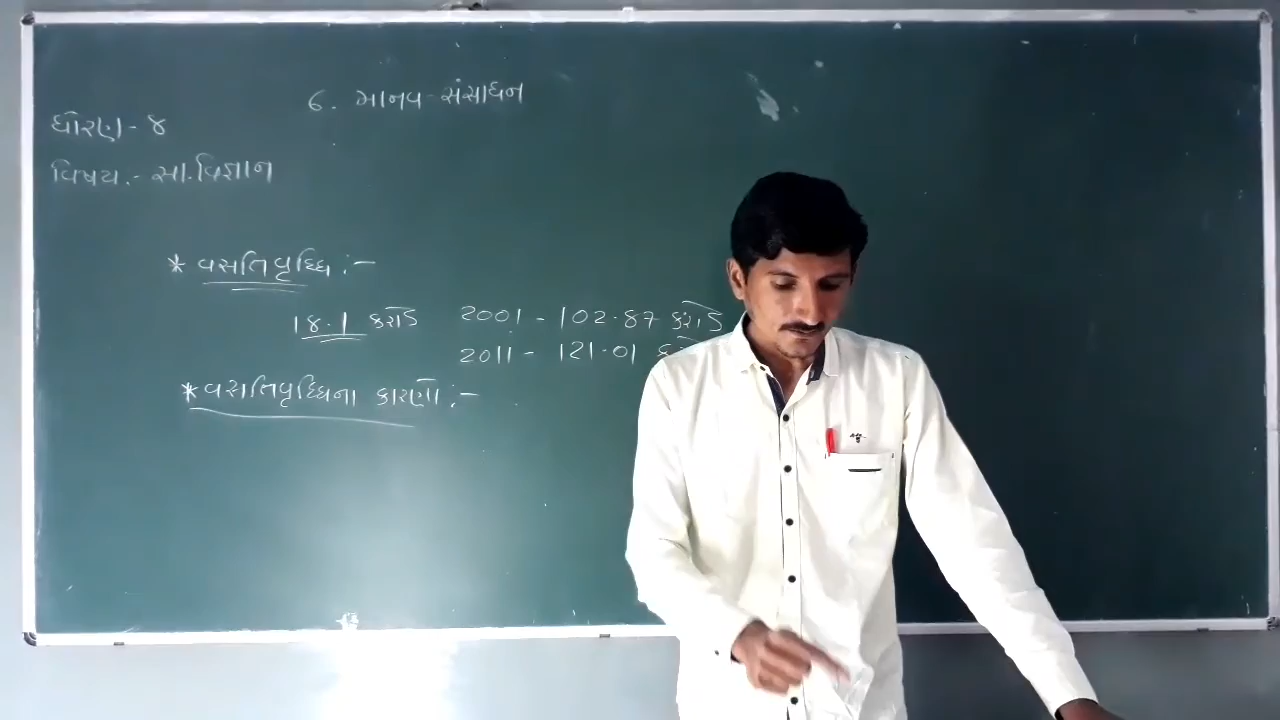 6. માનવ-સંસાધન
ધોરણ- ૪
વિષય.- સા.વિજ્ઞાન
* વસતિવૃધ્ધિ :-
18.1 કરોડ 2001 - 102.87 કરોડ
2011 - 121.01
*વસતિવૃધ્ધિના કારણો :-